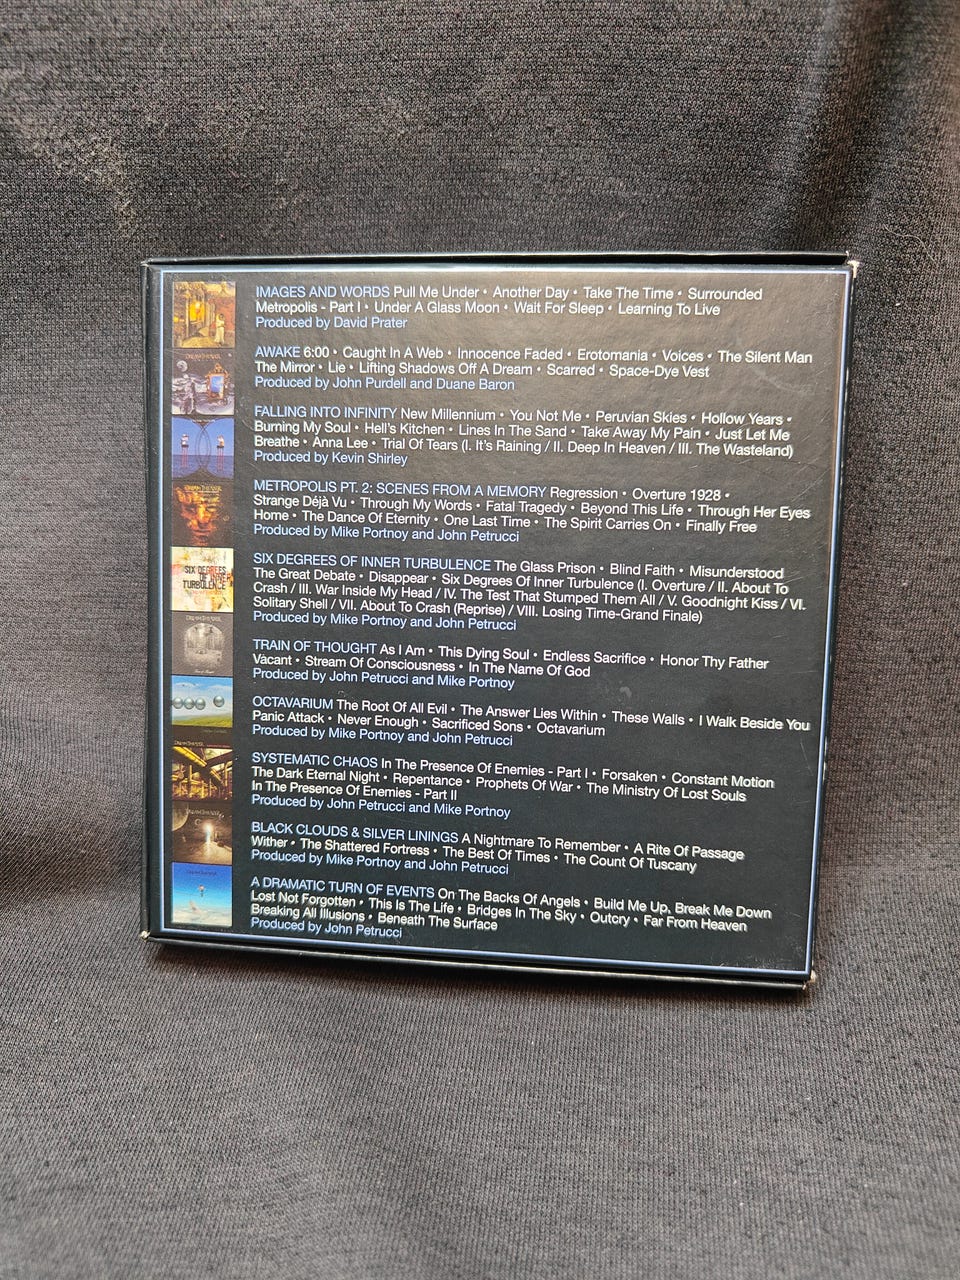 IMAGES AND WORDS Pull Me Under • Another Day • Take The Time • Surrounded
Metropolis - Part I • Under A Glass Moon • Wait For Sleep • Learning To Live
Produced by David Prater
AWAKE 6:00 • Caught In A Web • Innocence Faded • Erotomania • Voices • The Silent Man
The Mirror • Lie • Lifting Shadows Off A Dream • Scarred • Space-Dye Vest
Produced by John Purdell and Duane Baron
FALLING INTO INFINITY New Millennium • You Not Me • Peruvian Skies • Hollow Years •
Burning My Soul • Hell's Kitchen • Lines In The Sand • Take Away My Pain • Just Let Me
Breathe • Anna Lee • Trial Of Tears (I. It's Raining / II. Deep In Heaven / III. The Wasteland)
Produced by Kevin Shirley
METROPOLIS PT. 2: SCENES FROM A MEMORY Regression • Overture 1928 •
Strange Déjà Vu • Through My Words • Fatal Tragedy • Beyond This Life • Through Her Eyes
Home • The Dance Of Eternity • One Last Time • The Spirit Carries On • Finally Free
Produced by Mike Portnoy and John Petrucci
SIX DEGREES OF INNER TURBULENCE The Glass Prison • Blind Faith • Misunderstood
The Great Debate • Disappear • Six Degrees Of Inner Turbulence (I. Overture / II. About To
Crash / III. War Inside My Head / IV. The Test That Stumped Them All / V. Goodnight Kiss / VI.
Solitary Shell / VII. About To Crash (Reprise) / VIII. Losing Time-Grand Finale)
Produced by Mike Portnoy and John Petrucci
SIX DEGREES
OF INNER
TURBULENCE
TRAIN OF THOUGHT As I Am • This Dying Soul • Endless Sacrifice • Honor Thy Father
Vacant • Stream Of Consciousness • In The Name Of God
Produced by John Petrucci and Mike Portnoy
OCTAVARIUM The Root Of All Evil • The Answer Lies Within • These Walls • I Walk Beside You
Panic Attack • Never Enough • Sacrificed Sons • Octavarium
Produced by Mike Portnoy and John Petrucci
SYSTEMATIC CHAOS In The Presence Of Enemies - Part I • Forsaken • Constant Motion
The Dark Eternal Night • Repentance • Prophets Of War • The Ministry Of Lost Souls
In The Presence Of Enemies - Part II
Produced by John Petrucci and Mike Portnoy
BLACK CLOUDS & SILVER LININGS A Nightmare To Remember • A Rite Of Passage
Wither • The Shattered Fortress • The Best Of Times • The Count Of Tuscany
Produced by Mike Portnoy and John Petrucci
A DRAMATIC TURN OF EVENTS On The Backs Of Angels • Build Me Up, Break Me Down
Lost Not Forgotten • This Is The Life • Bridges In The Sky • Outcry • Far From Heaven
Breaking All Illusions • Beneath The Surface
Produced by John Petrucci